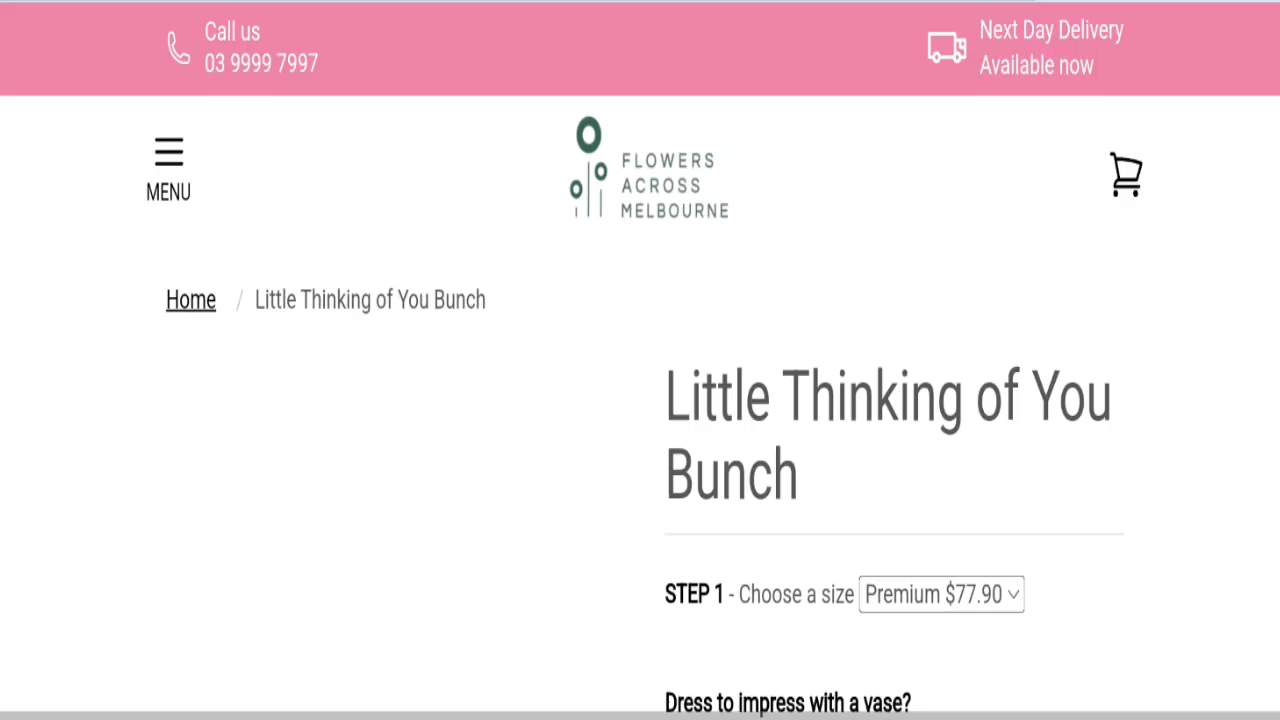 Call us
03 9999 7997
Next Day Delivery
Available now
MENU
FLOWERS
ACROSS
MELBOURNE
Home / Little Thinking of You Bunch
Little Thinking of You
Bunch
STEP 1 - Choose a size Premium $77.90
Dress to impress with a vase?